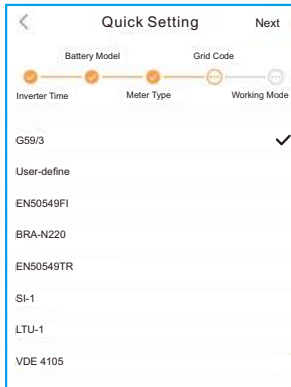 Quick Setting Next
Battery Model Grid Code
Inverter Time Meter Type Working Mode
G59/3
User-define
EN50549FI
BRA-N220
EN50549TR
SI-1
LTU-1
VDE 4105